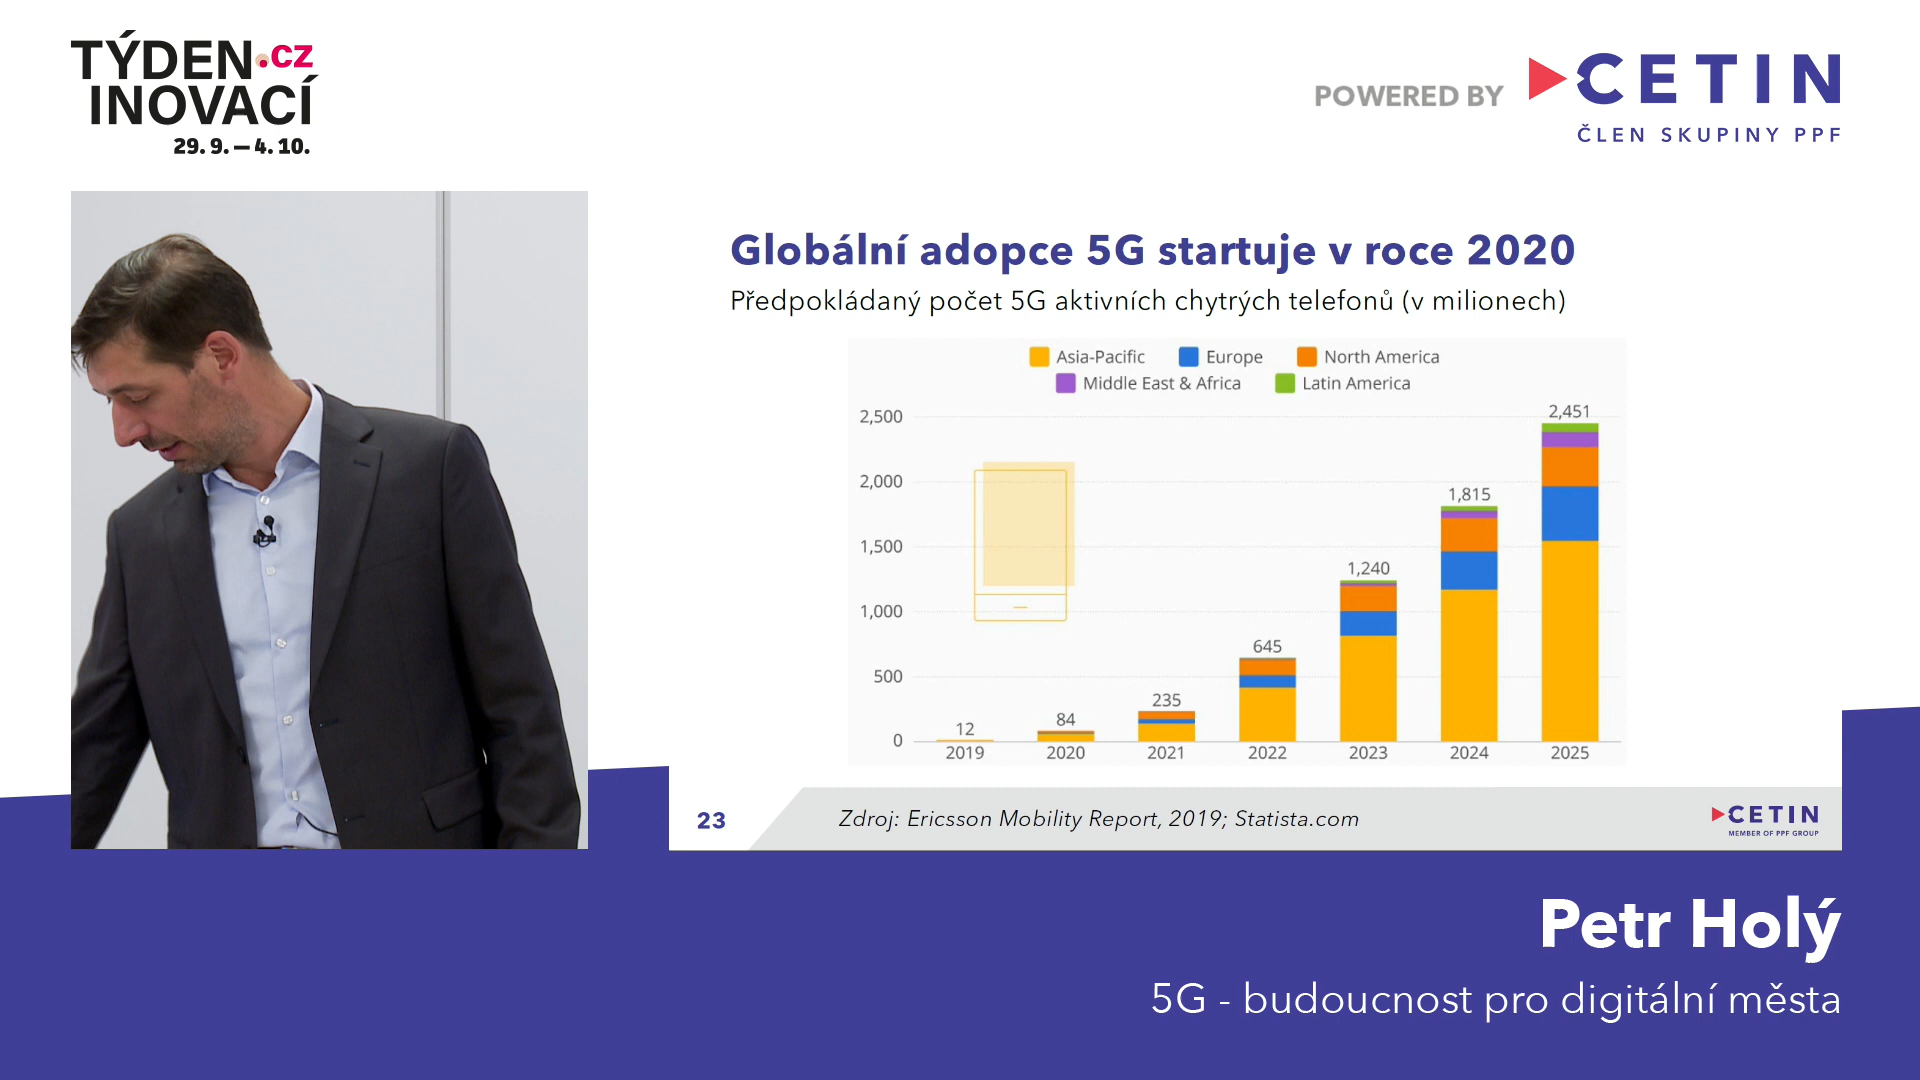 TÝDEN.CZ
INOVACÍ
29. 9. – 4. 10.
POWERED BY CETIN
ČLEN SKUPINY PPF
Globální adopce 5G startuje v roce 2020
Předpokládaný počet 5G aktivních chytrých telefonů (v milionech)
Asia-Pacific Europe North America
Middle East & Africa Latin America
2,500
2,000
1,500
1,000
500
0
12
84
235
645
1,240
1,815
2,451
2019 2020 2021 2022 2023 2024 2025
23
Zdroj: Ericsson Mobility Report, 2019; Statista.com
CETIN
MEMBER OF PPF GROUP
Petr Holý
5G - budoucnost pro digitální města